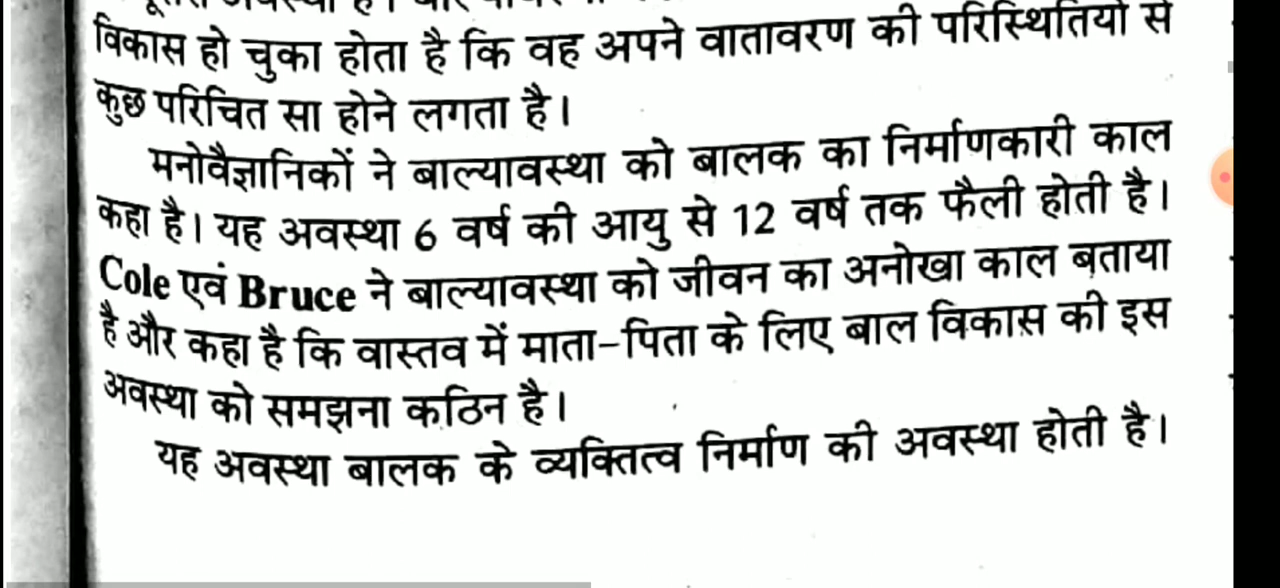 विकास हो चुका होता है कि वह अपने वातावरण की परिस्थितियों से
कुछ परिचित सा होने लगता है।
मनोवैज्ञानिकों ने बाल्यावस्था को बालक का निर्माणकारी काल
कहा है। यह अवस्था 6 वर्ष की आयु से 12 वर्ष तक फैली होती है।
Cole एवं Bruce ने बाल्यावस्था को जीवन का अनोखा काल बताया
है और कहा है कि वास्तव में माता-पिता के लिए बाल विकास की इस
अवस्था को समझना कठिन है।
यह अवस्था बालक के व्यक्तित्व निर्माण की अवस्था होती है।